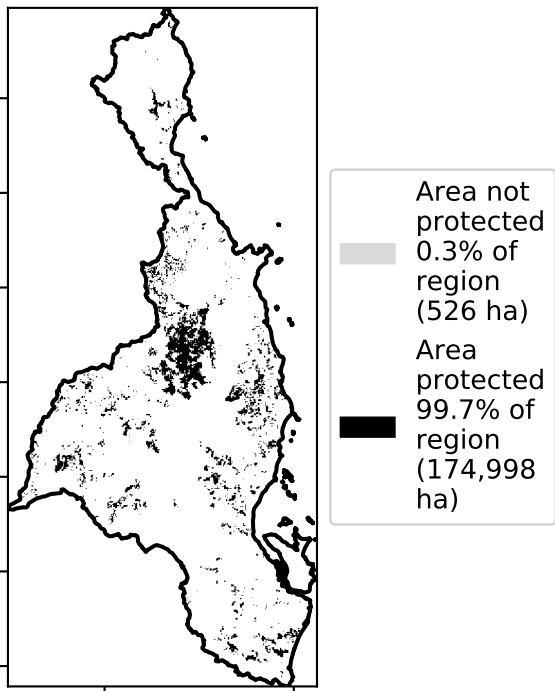 Area not
protected
0.3% of
region
(526 ha)
Area
protected
99.7% of
region
(174,998
ha)